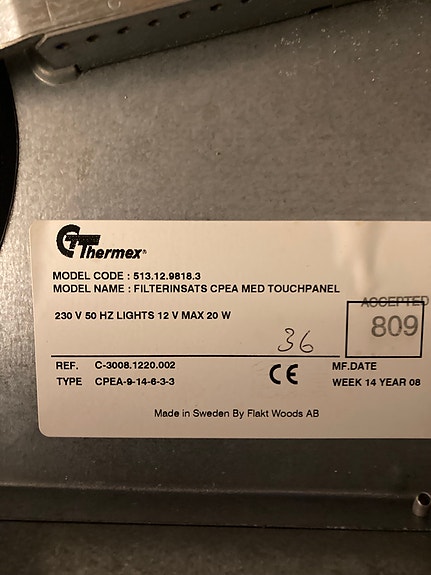 Thermex®
MODEL CODE : 513.12.9818.3
MODEL NAME : FILTERINSATS CPEA MED TOUCHPANEL
230 V 50 HZ LIGHTS 12 V MAX 20 W
36
ACCEPTED
809
REF. C-3008.1220.002
TYPE CPEA-9-14-6-3-3
CE
MF.DATE
WEEK 14 YEAR 08
Made in Sweden By Flakt Woods AB